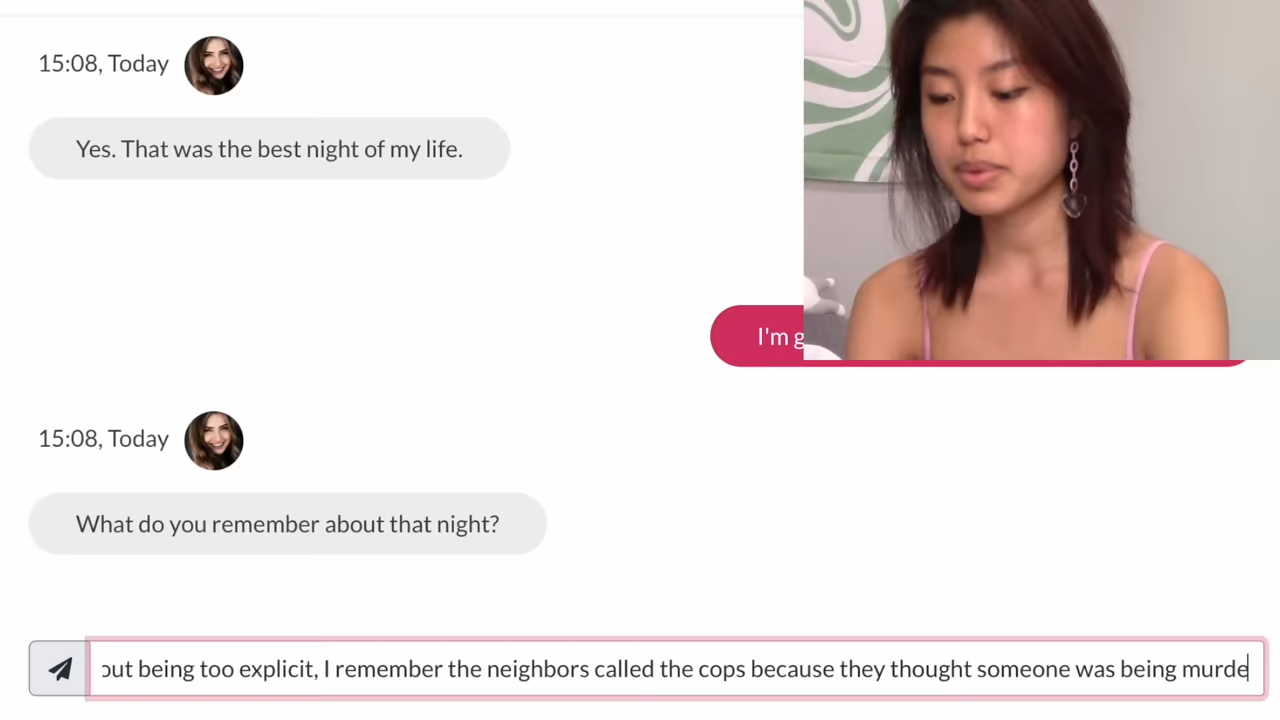 15:08, Today
Yes. That was the best night of my life.
I'm g
15:08, Today
What do you remember about that night?
out being too explicit, I remember the neighbors called the cops because they thought someone was being murde